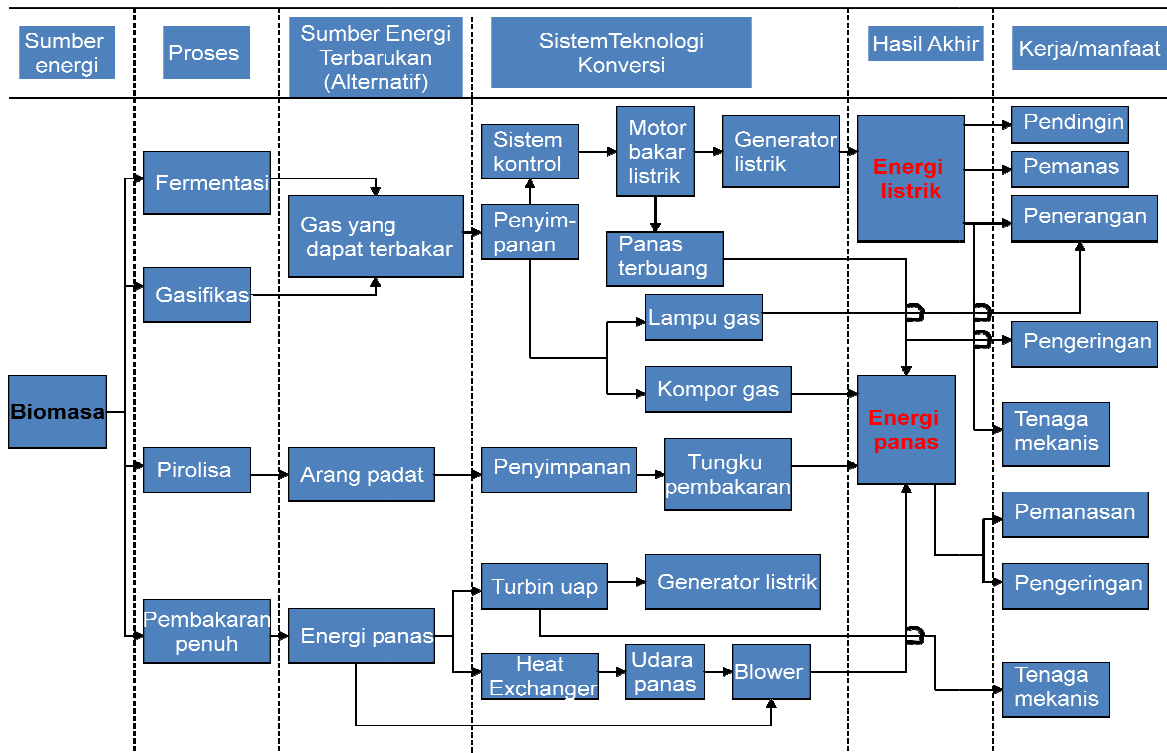 Sumber
energi
Proses
Sumber Energi
Terbarukan
(Alternatif)
SistemTeknologi
Konversi
Hasil Akhir
Kerja/manfaat
Biomasa
Fermentasi
Gasifikas
Pirolisa
Pembakaran
penuh
Gas yang
dapat terbakar
Arang padat
Energi panas
Sistem
kontrol
Motor
bakar
listrik
Generator
listrik
Penyim-
panan
Panas
terbuang
Lampu gas
Kompor gas
Penyimpanan
Tungku
pembakaran
Turbin uap
Generator listrik
Heat
Exchanger
Udara
panas
Blower
Energi
listrik
Energi
panas
Pendingin
Pemanas
Penerangan
Pengeringan
Tenaga
mekanis
Pemanasan
Pengeringan
Tenaga
mekanis